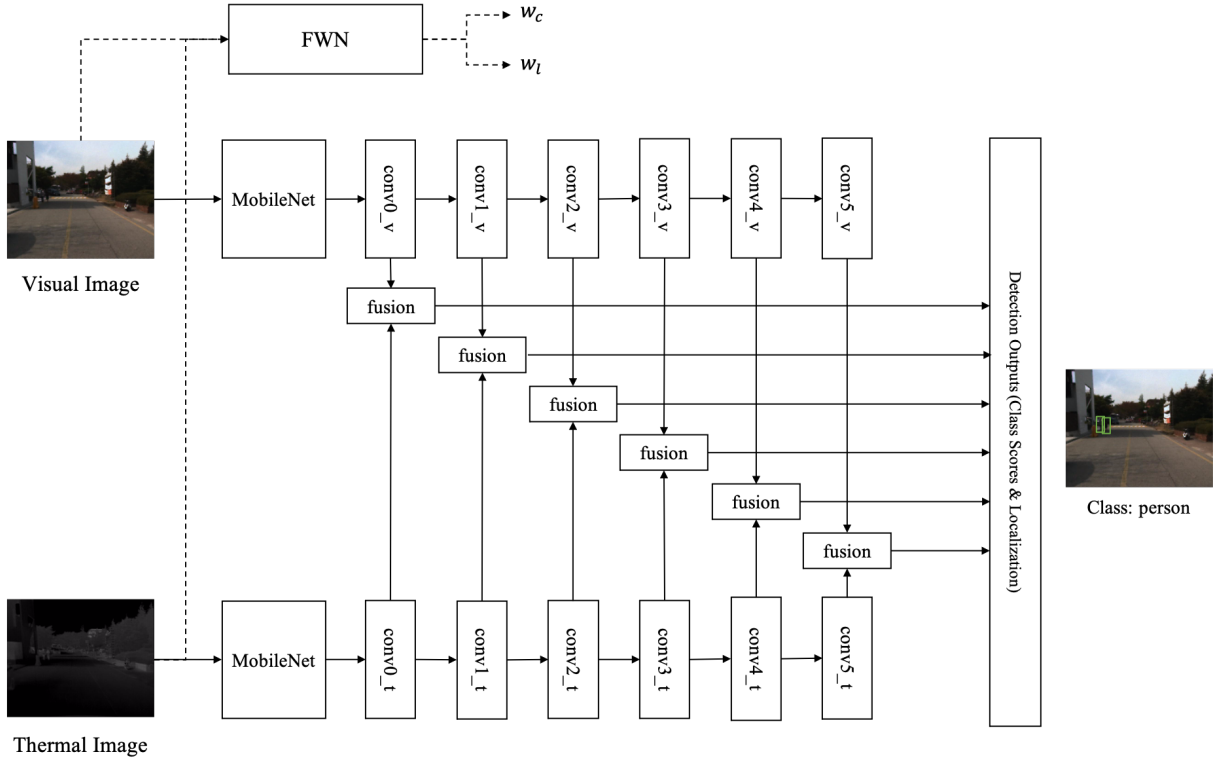 FWN
w_c
w_l
MobileNet
conv0_v
conv1_v
conv2_v
conv3_v
conv4_v
conv5_v
Visual Image
fusion
fusion
fusion
fusion
fusion
fusion
Detection Outputs (Class Scores & Localization)
Class: person
MobileNet
conv0_t
conv1_t
conv2_t
conv3_t
conv4_t
conv5_t
Thermal Image